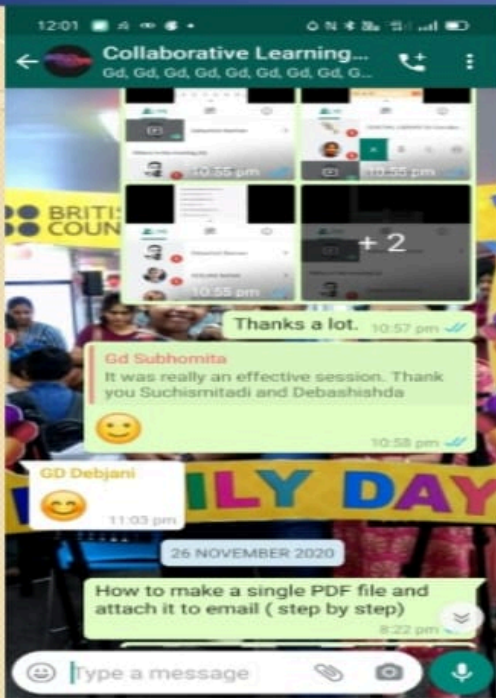 12:01
Collaborative Learning...
Gd, Gd, Gd, Gd, Gd, Gd, Gd, G...
10:55 pm
10:55 pm
BRITI
COUN
10:55 pm
+ 2
Thanks a lot. 10:57 pm
Gd Subhomita
It was really an effective session. Thank
you Suchismitadi and Debashishda
10:58 pm
GD Debjani
ILY DAY
11:03 pm
26 NOVEMBER 2020
How to make a single PDF file and
attach it to email ( step by step)
8:22 pm
Type a message